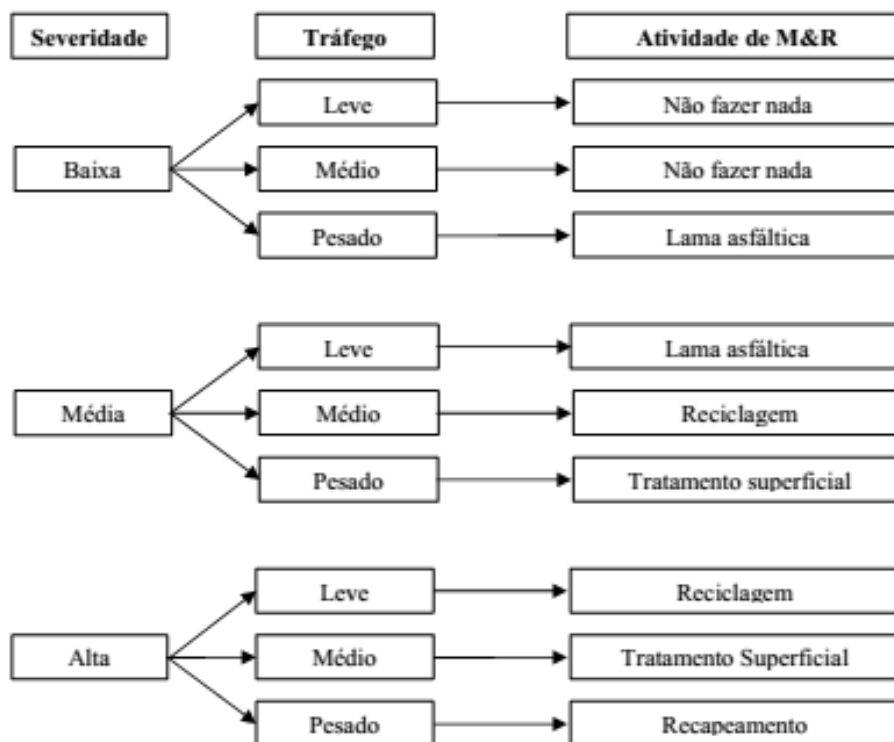 Severidade Tráfego Atividade de M&R
Leve Não fazer nada
Baixa Médio Não fazer nada
Pesado Lama asfáltica
Leve Lama asfáltica
Média Médio Reciclagem
Pesado Tratamento superficial
Leve Reciclagem
Alta Médio Tratamento Superficial
Pesado Recapeamento